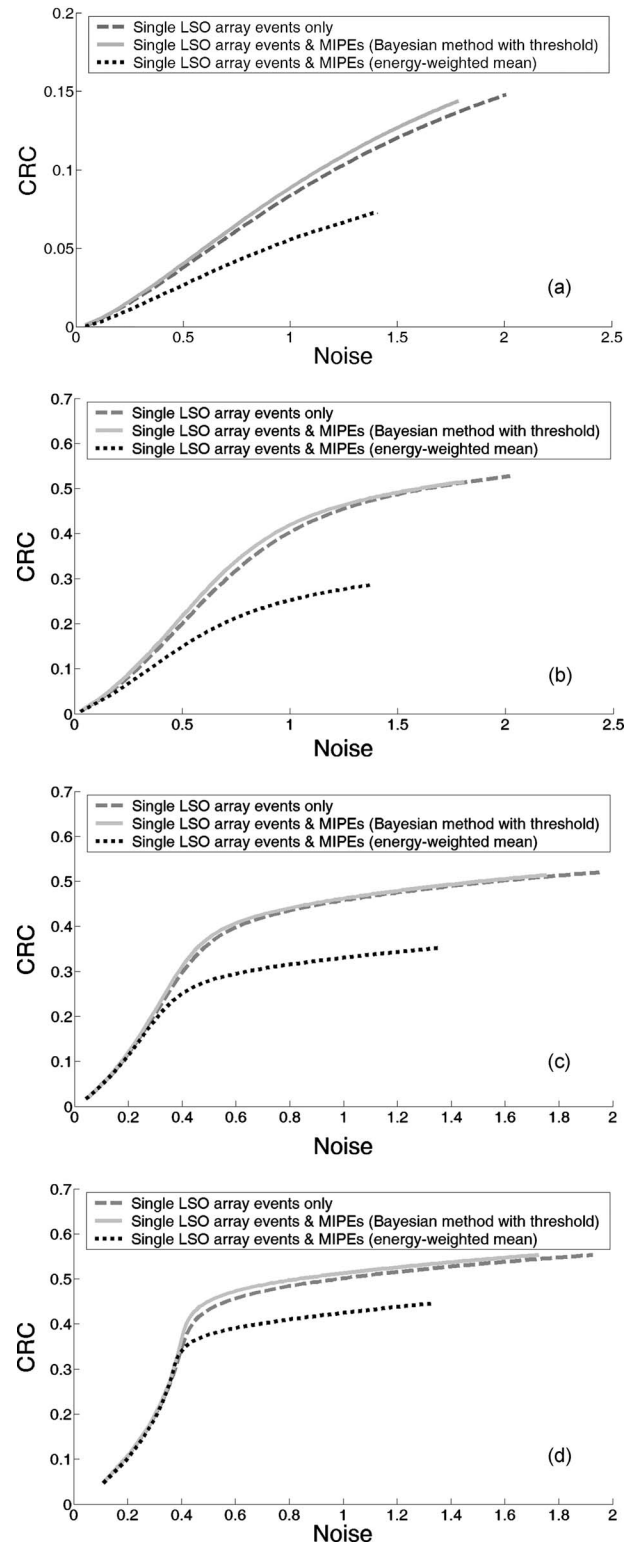 0.2
Single LSO array events only
Single LSO array events & MIPEs (Bayesian method with threshold)
Single LSO array events & MIPEs (energy-weighted mean)
0.15
CRC
0.1
0.05
(a)
0
0 0.5 1 1.5 2 2.5
Noise
0.7
Single LSO array events only
Single LSO array events & MIPEs (Bayesian method with threshold)
0.6
Single LSO array events & MIPEs (energy-weighted mean)
0.5
0.4
CRC
0.3
0.2
0.1
(b)
0
0 0.5 1 1.5 2 2.5
Noise
0.7
Single LSO array events only
Single LSO array events & MIPEs (Bayesian method with threshold)
0.6
Single LSO array events & MIPEs (energy-weighted mean)
0.5
0.4
CRC
0.3
0.2
0.1
(c)
0
0 0.2 0.4 0.6 0.8 1 1.2 1.4 1.6 1.8 2
Noise
0.7
Single LSO array events only
Single LSO array events & MIPEs (Bayesian method with threshold)
0.6
Single LSO array events & MIPEs (energy-weighted mean)
0.5
0.4
CRC
0.3
0.2
0.1
(d)
0
0 0.2 0.4 0.6 0.8 1 1.2 1.4 1.6 1.8 2
Noise